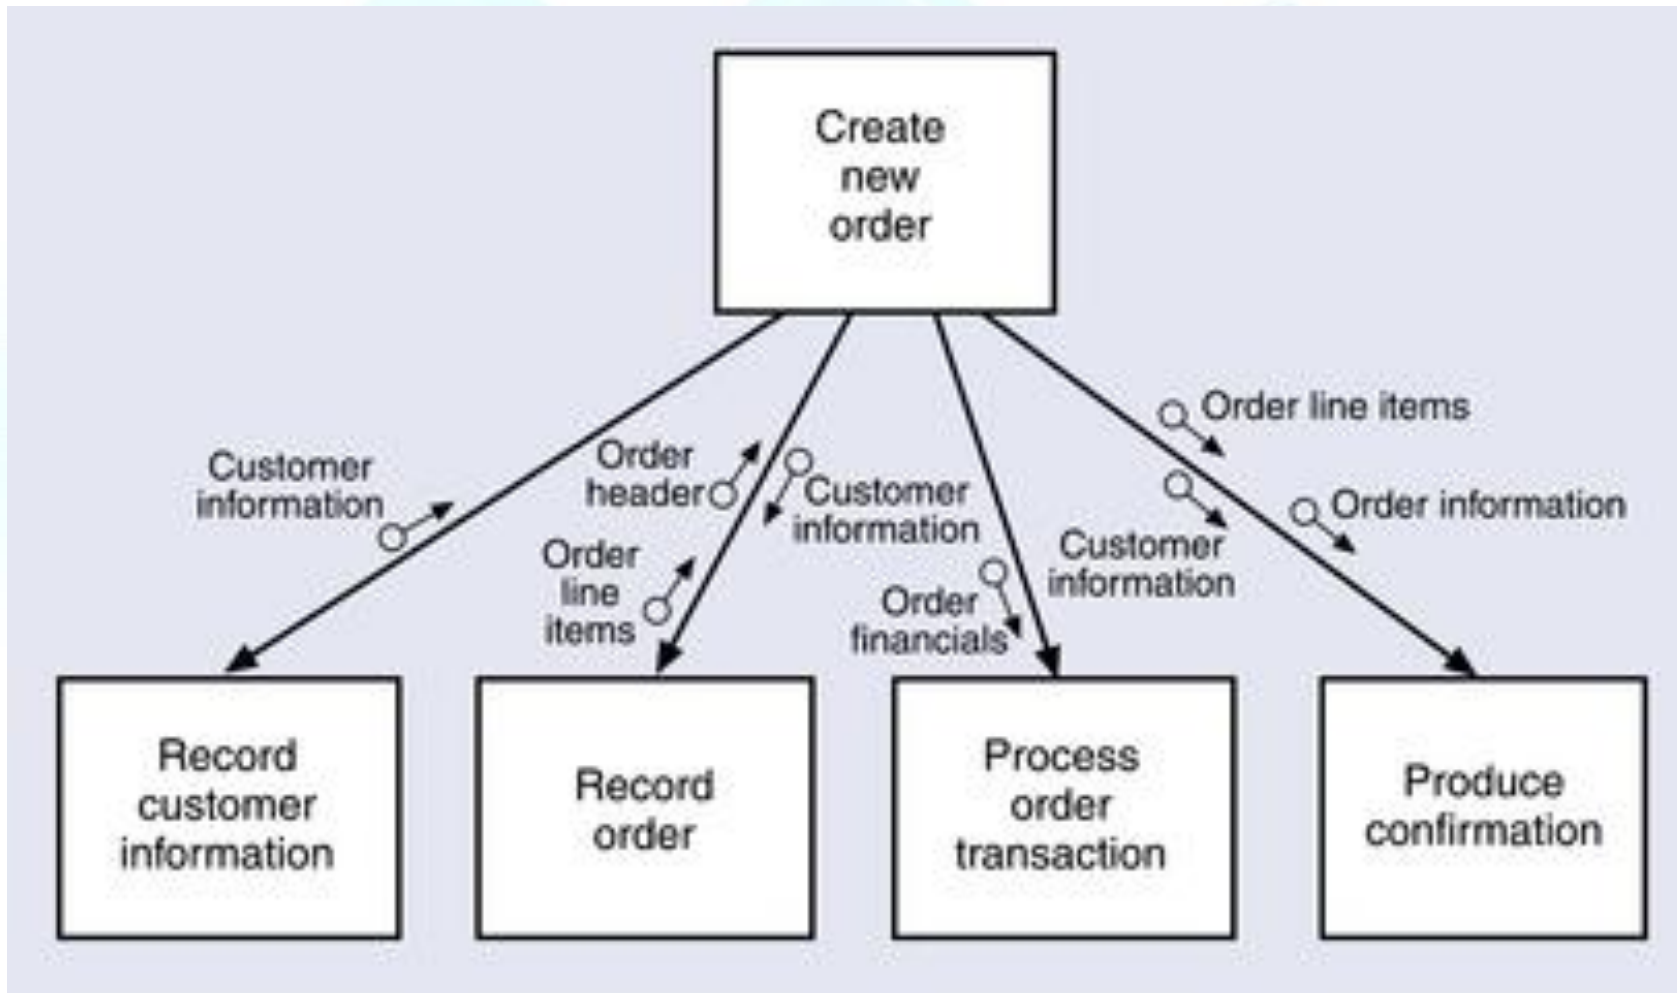 Create
new
order
Order line items
Customer
information
Order
header
Customer
information
Order information
Order
line
items
Customer
information
Order
financials
Record
customer
information
Record
order
Process
order
transaction
Produce
confirmation